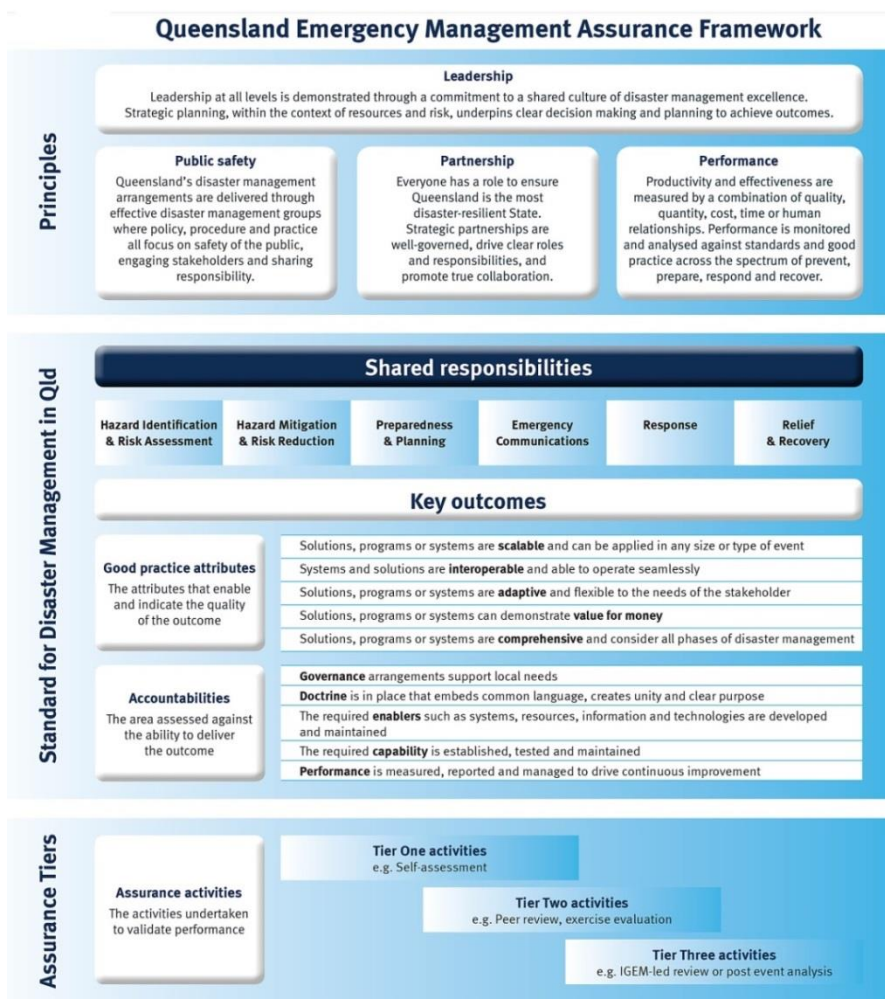 Queensland Emergency Management Assurance Framework
Principles
Leadership
Leadership at all levels is demonstrated through a commitment to a shared culture of disaster management excellence.
Strategic planning, within the context of resources and risk, underpins clear decision making and planning to achieve outcomes.
Public safety
Queensland's disaster management
arrangements are delivered through
effective disaster management groups
where policy, procedure and practice
all focus on safety of the public,
engaging stakeholders and sharing
responsibility.
Partnership
Everyone has a role to ensure
Queensland is the most
disaster-resilient State.
Strategic partnerships are
well-governed, drive clear roles
and responsibilities, and
promote true collaboration.
Performance
Productivity and effectiveness are
measured by a combination of quality,
quantity, cost, time or human
relationships. Performance is monitored
and analysed against standards and good
practice across the spectrum of prevent,
prepare, respond and recover.
Standard for Disaster Management in Qld
Shared responsibilities
Hazard Identification
& Risk Assessment
Hazard Mitigation
& Risk Reduction
Preparedness
& Planning
Emergency
Communications
Response
Relief
& Recovery
Key outcomes
Good practice attributes
The attributes that enable
and indicate the quality
of the outcome
Solutions, programs or systems are scalable and can be applied in any size or type of event
Systems and solutions are interoperable and able to operate seamlessly
Solutions, programs or systems are adaptive and flexible to the needs of the stakeholder
Solutions, programs or systems can demonstrate value for money
Solutions, programs or systems are comprehensive and consider all phases of disaster management
Accountabilities
The area assessed against
the ability to deliver
the outcome
Governance arrangements support local needs
Doctrine is in place that embeds common language, creates unity and clear purpose
The required enablers such as systems, resources, information and technologies are developed
and maintained
The required capability is established, tested and maintained
Performance is measured, reported and managed to drive continuous improvement
Assurance Tiers
Assurance activities
The activities undertaken
to validate performance
Tier One activities
e.g. Self-assessment
Tier Two activities
e.g. Peer review, exercise evaluation
Tier Three activities
e.g. IGEM-led review or post event analysis